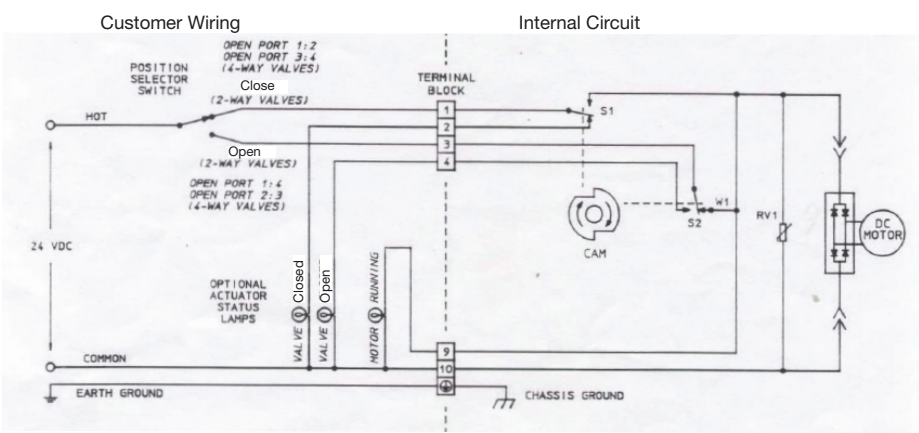 Customer Wiring
Internal Circuit
OPEN PORT 1:2
OPEN PORT 3:4
(4-WAY VALVES)
POSITION
SELECTOR
SWITCH
Close
(2-WAY VALVES)
TERMINAL
BLOCK
HOT
1
2
3
4
S1
Open
(2-WAY VALVES)
OPEN PORT 1:4
OPEN PORT 2:3
(4-WAY VALVES)
W1
S2
CAM
RV1
DC
MOTOR
24 VDC
OPTIONAL
ACTUATOR
STATUS
LAMPS
VALVE Closed
VALVE Open
MOTOR RUNNING
9
10
COMMON
EARTH GROUND
CHASSIS GROUND